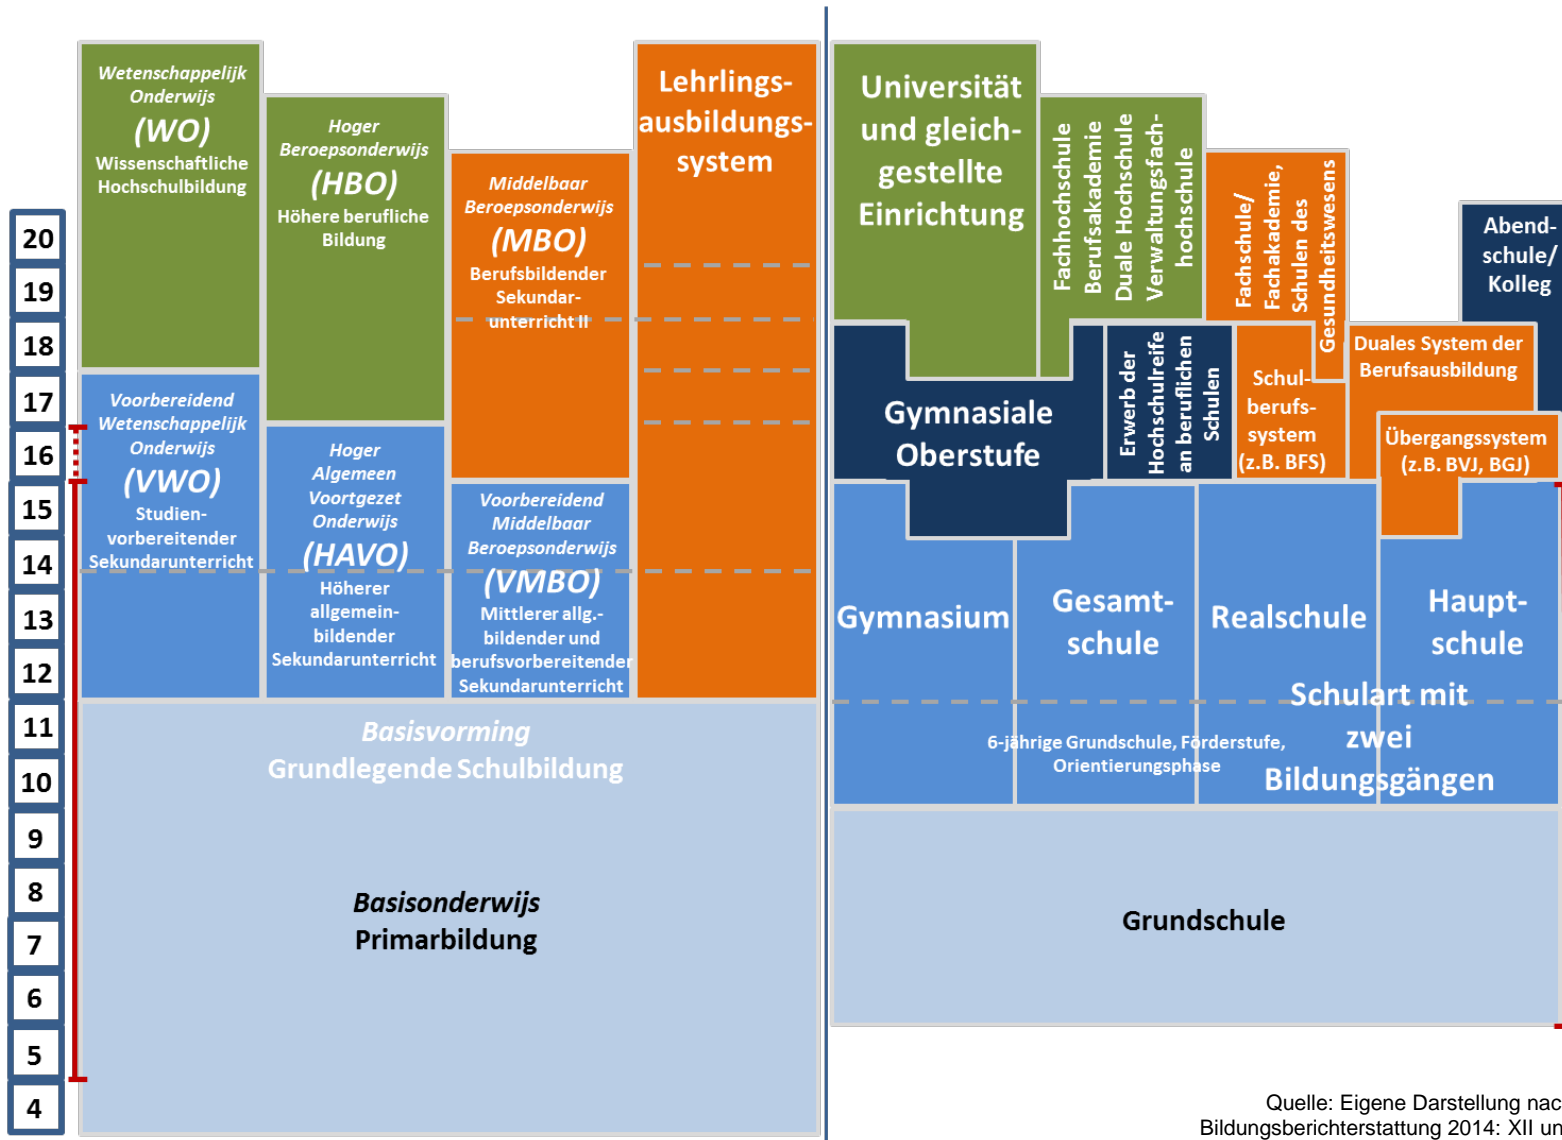 20
19
18
17
16
15
14
13
12
11
10
9
8
7
6
5
4
Wetenschappelijk
Onderwijs
(WO)
Wissenschaftliche
Hochschulbildung
Hoger
Beroepsonderwijs
(HBO)
Höhere berufliche
Bildung
Middelbaar
Beroepsonderwijs
(MBO)
Berufsbildender
Sekundar-
unterricht II
Lehrlings-
ausbildungs-
system
Voorbereidend
Wetenschappelijk
Onderwijs
(VWO)
Studien-
vorbereitender
Sekundarunterricht
Hoger
Algemeen
Voortgezet
Onderwijs
(HAVO)
Höherer
allgemein-
bildender
Sekundarunterricht
Voorbereidend
Middelbaar
Beroepsonderwijs
(VMBO)
Mittlerer allg.-
bildender und
berufsvorbereitender
Sekundarunterricht
Basisvorming
Grundlegende Schulbildung
Basisonderwijs
Primarbildung
Universität
und gleich-
gestellte
Einrichtung
Fachhochschule
Berufsakademie
Duale Hochschule
Verwaltungsfach-
hochschule
Fachschule/
Fachakademie,
Schulen des
Gesundheitswesens
Abend-
schule/
Kolleg
Gymnasiale
Oberstufe
Erwerb der
Hochschulreife
an beruflichen
Schulen
Schul-
berufs-
system
(z.B. BFS)
Duales System der
Berufsausbildung
Übergangssystem
(z.B. BVJ, BGJ)
Gymnasium
Gesamt-
schule
Realschule
Haupt-
schule
Schulart mit
zwei
Bildungsgängen
6-jährige Grundschule, Förderstufe,
Orientierungsphase
Grundschule
Quelle: Eigene Darstellung nac
Bildungsberichterstattung 2014: XII un